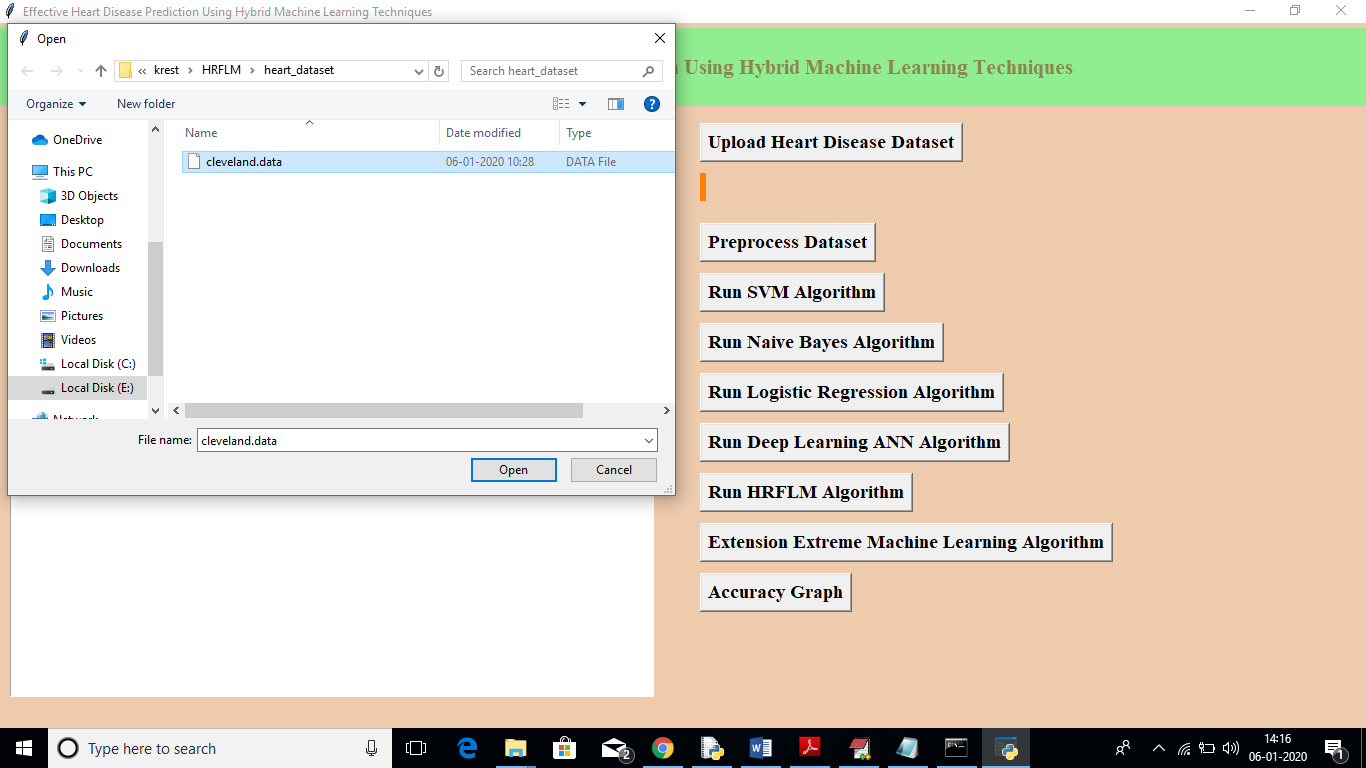 Effective Heart Disease Prediction Using Hybrid Machine Learning Techniques
Open
« krest > HRFLM > heart_dataset
Search heart_dataset
Organize
New folder
?
Name
Date modified
Type
OneDrive
This PC
3D Objects
Desktop
Documents
Downloads
Music
Pictures
Videos
Local Disk (C:)
Local Disk (E:)
Network
cleveland.data
06-01-2020 10:28
DATA File
File name:
cleveland.data
Open
Cancel
Using Hybrid Machine Learning Techniques
Upload Heart Disease Dataset
Preprocess Dataset
Run SVM Algorithm
Run Naive Bayes Algorithm
Run Logistic Regression Algorithm
Run Deep Learning ANN Algorithm
Run HRFLM Algorithm
Extension Extreme Machine Learning Algorithm
Accuracy Graph
Type here to search
2
14:16
06-01-2020
1